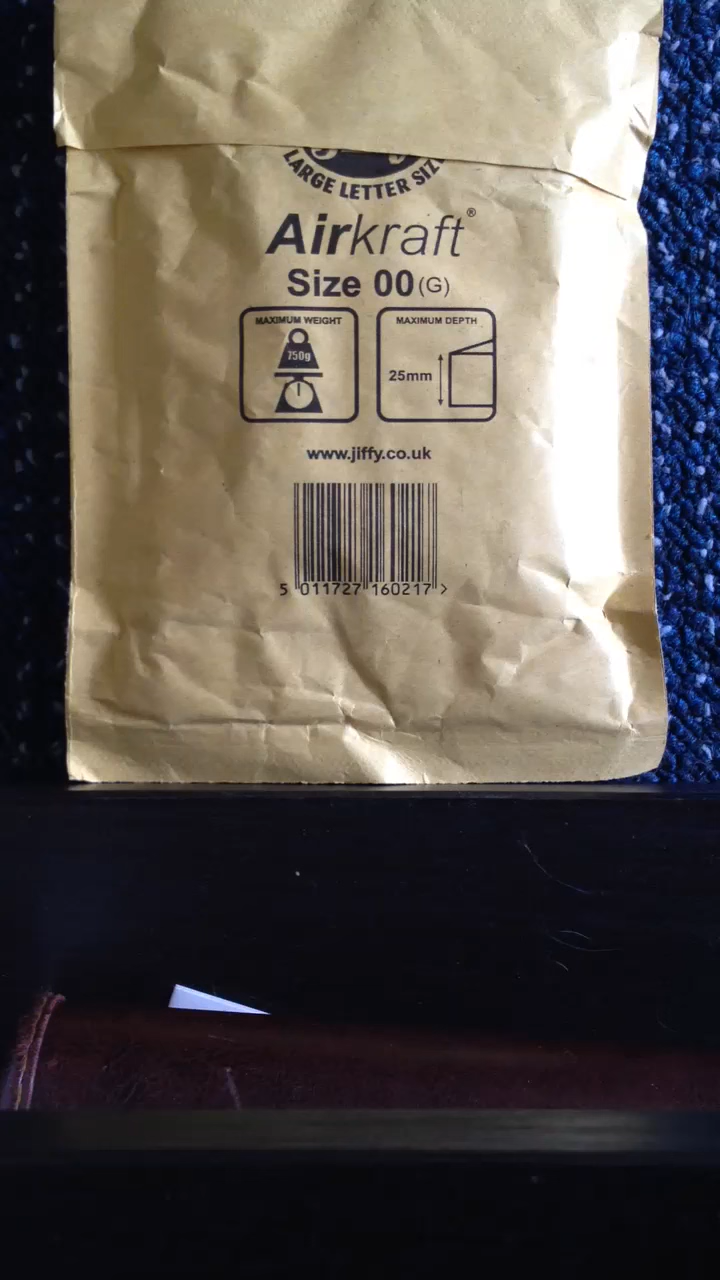 LARGE LETTER SIZE
Airkraft®
Size 00 (G)
MAXIMUM WEIGHT
750g
MAXIMUM DEPTH
25mm
www.jiffy.co.uk
5 011727 160217 >